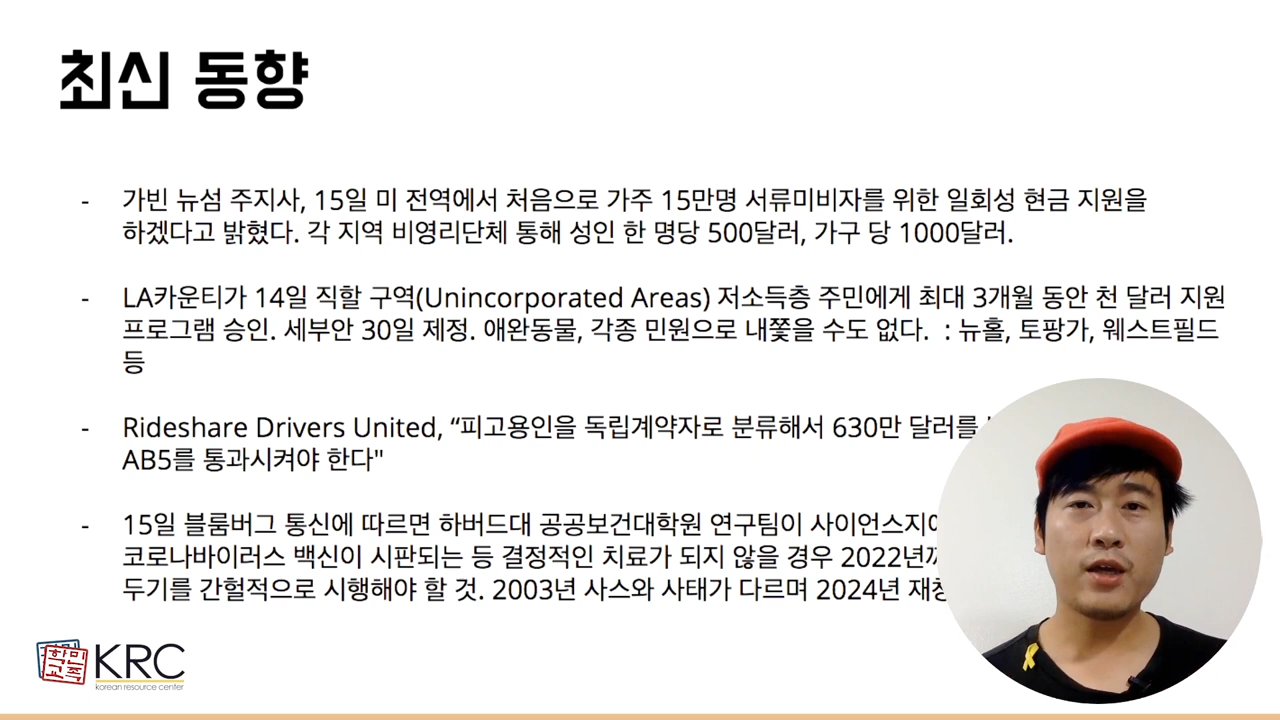 최신 동향
- 가빈 뉴섬 주지사, 15일 미 전역에서 처음으로 가주 15만명 서류미비자를 위한 일회성 현금 지원을
하겠다고 밝혔다. 각 지역 비영리단체 통해 성인 한 명당 500달러, 가구 당 1000달러.
- LA카운티가 14일 직할 구역(Unincorporated Areas) 저소득층 주민에게 최대 3개월 동안 천 달러 지원
프로그램 승인. 세부안 30일 제정. 애완동물, 각종 민원으로 내쫓을 수도 없다. : 뉴홀, 토팡가, 웨스트필드
등
- Rideshare Drivers United, “피고용인을 독립계약자로 분류해서 630만 달러를
AB5를 통과시켜야 한다"
- 15일 블룸버그 통신에 따르면 하버드대 공공보건대학원 연구팀이
코로나바이러스 백신이 시판되는 등 결정적인 치료가 되지 않을 경우
두기를 간헐적으로 시행해야 할 것. 2003년 사스와 사태가 다르며 2024년
한인
민족
학교
KRC
korean resource center